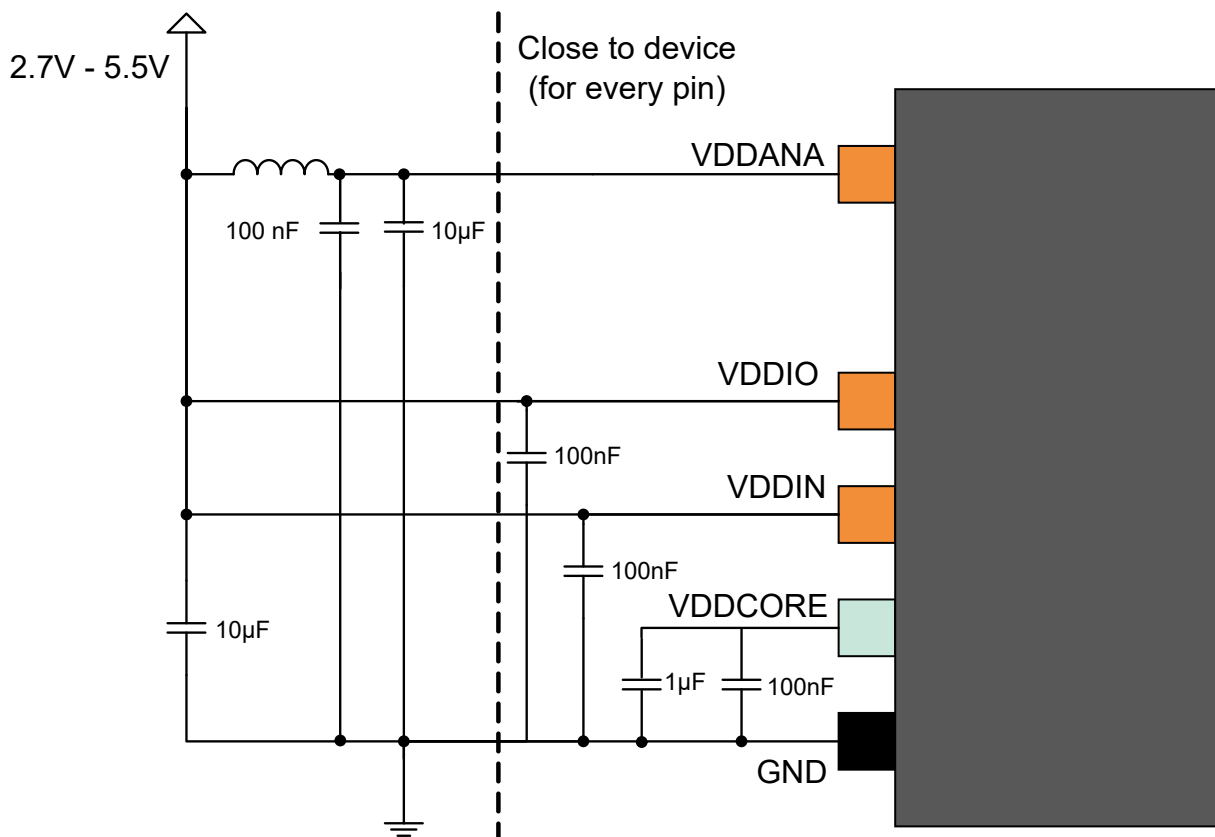 2.7V - 5.5V
Close to device
(for every pin)
VDDANA
100 nF
10µF
VDDIO
100nF
VDDIN
100nF
VDDCORE
10µF
1µF
100nF
GND